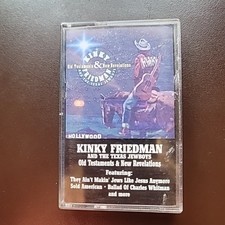 Old Testaments & New Revelations
KINKY
FRIEDMAN
HOLLYWOOD
KINKY FRIEDMAN
AND THE TEXAS JEWBOYS
Old Testaments & New Revelations
Featuring:
They Ain't Makin' Jews Like Jesus Anymore
Sold American - Ballad Of Charles Whitman
and more